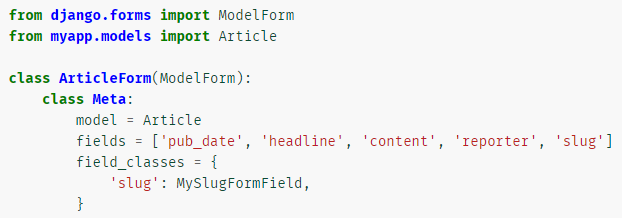 from django.forms import ModelForm
from myapp.models import Article

class ArticleForm(ModelForm):
    class Meta:
        model = Article
        fields = ['pub_date', 'headline', 'content', 'reporter', 'slug']
        field_classes = {
            'slug': MySlugFormField,
        }